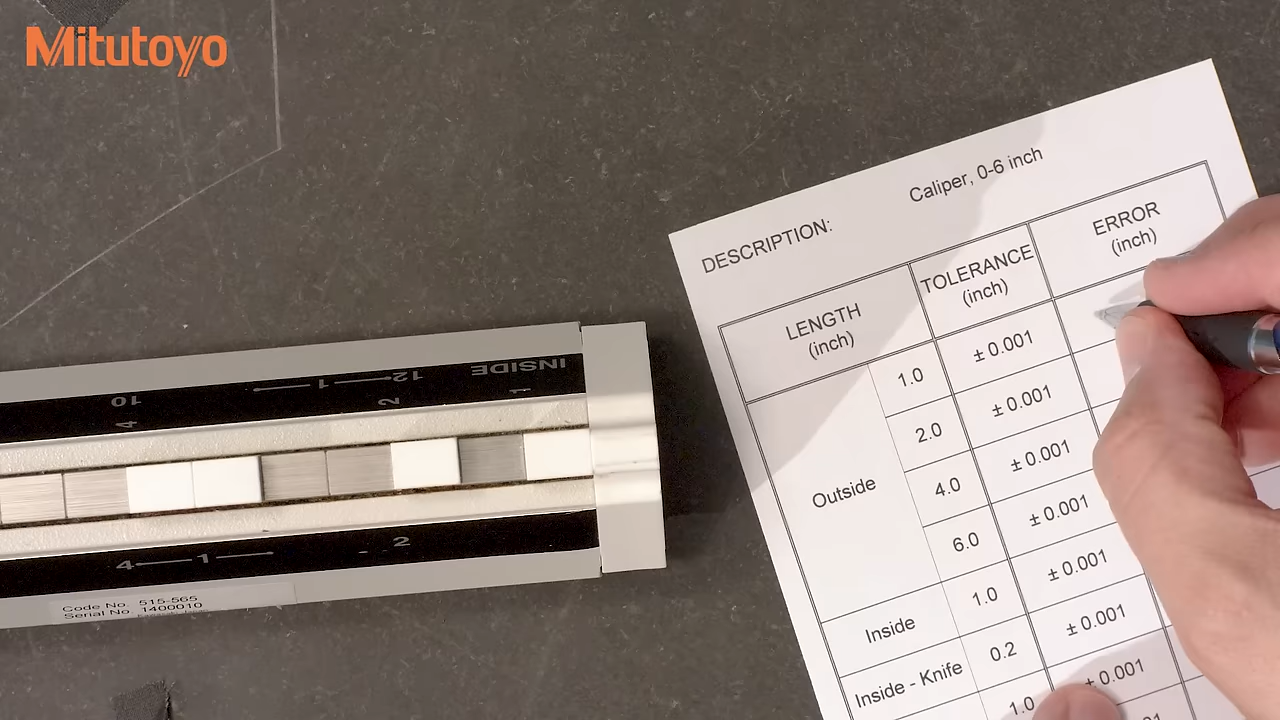 Mitutoyo
DESCRIPTION: Caliper, 0-6 inch
LENGTH
(inch)
TOLERANCE
(inch)
ERROR
(inch)
Outside
1.0
± 0.001
2.0
± 0.001
4.0
± 0.001
6.0
± 0.001
Inside
1.0
± 0.001
Inside - Knife
0.2
± 0.001
1.0
± 0.001
INSIDE
12
1
10
1
2
4
4
1
2
Code No. 515-565
Serial No. 1400010